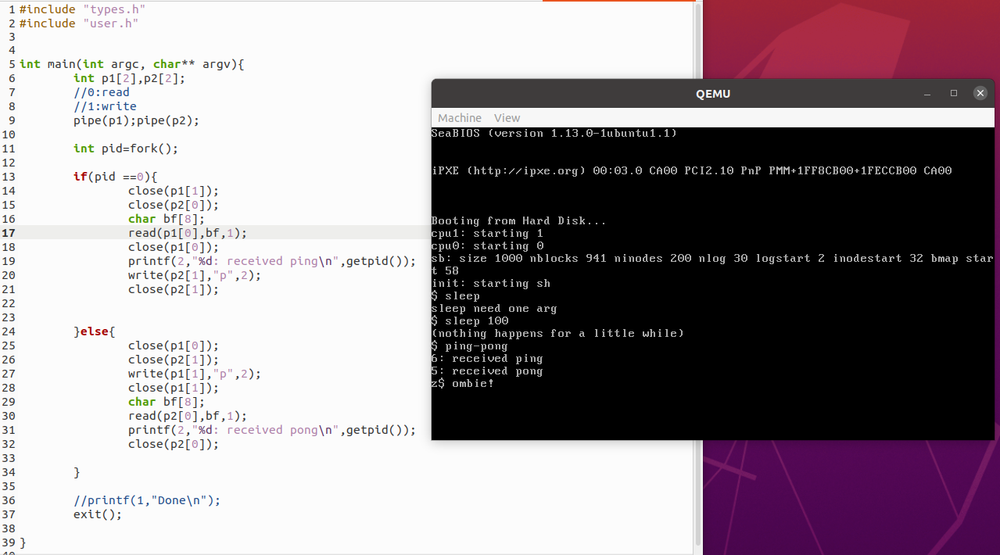 1 #include "types.h"
2 #include "user.h"
3
4
5 int main(int argc, char** argv){
6 int p1[2],p2[2];
7 //0:read
8 //1:write
9 pipe(p1);pipe(p2);
10
11 int pid=fork();
12
13 if(pid ==0){
14 close(p1[1]);
15 close(p2[0]);
16 char bf[8];
17 read(p1[0],bf,1);
18 close(p1[0]);
19 printf(2,"%d: received ping\n",getpid());
20 write(p2[1],"p",2);
21 close(p2[1]);
22
23
24 }else{
25 close(p1[0]);
26 close(p2[1]);
27 write(p1[1],"p",2);
28 close(p1[1]);
29 char bf[8];
30 read(p2[0],bf,1);
31 printf(2,"%d: received pong\n",getpid());
32 close(p2[0]);
33
34 }
35
36 //printf(1,"Done\n");
37 exit();
38
39 }
QEMU
Machine View
SeaBIOS (version 1.13.0-1ubuntu1.1)
iPXE (http://ipxe.org) 00:03.0 CA00 PCI2.10 PnP PMM+1FF8CB00+1FECCB00 CA00
Booting from Hard Disk...
cpu1: starting 1
cpu0: starting 0
sb: size 1000 nblocks 941 ninodes 200 nlog 30 logstart 2 inodestart 32 bmap star
t 58
init: starting sh
$ sleep
sleep need one arg
$ sleep 100
(nothing happens for a little while)
$ ping-pong
6: received ping
5: received pong
z$ ombie!